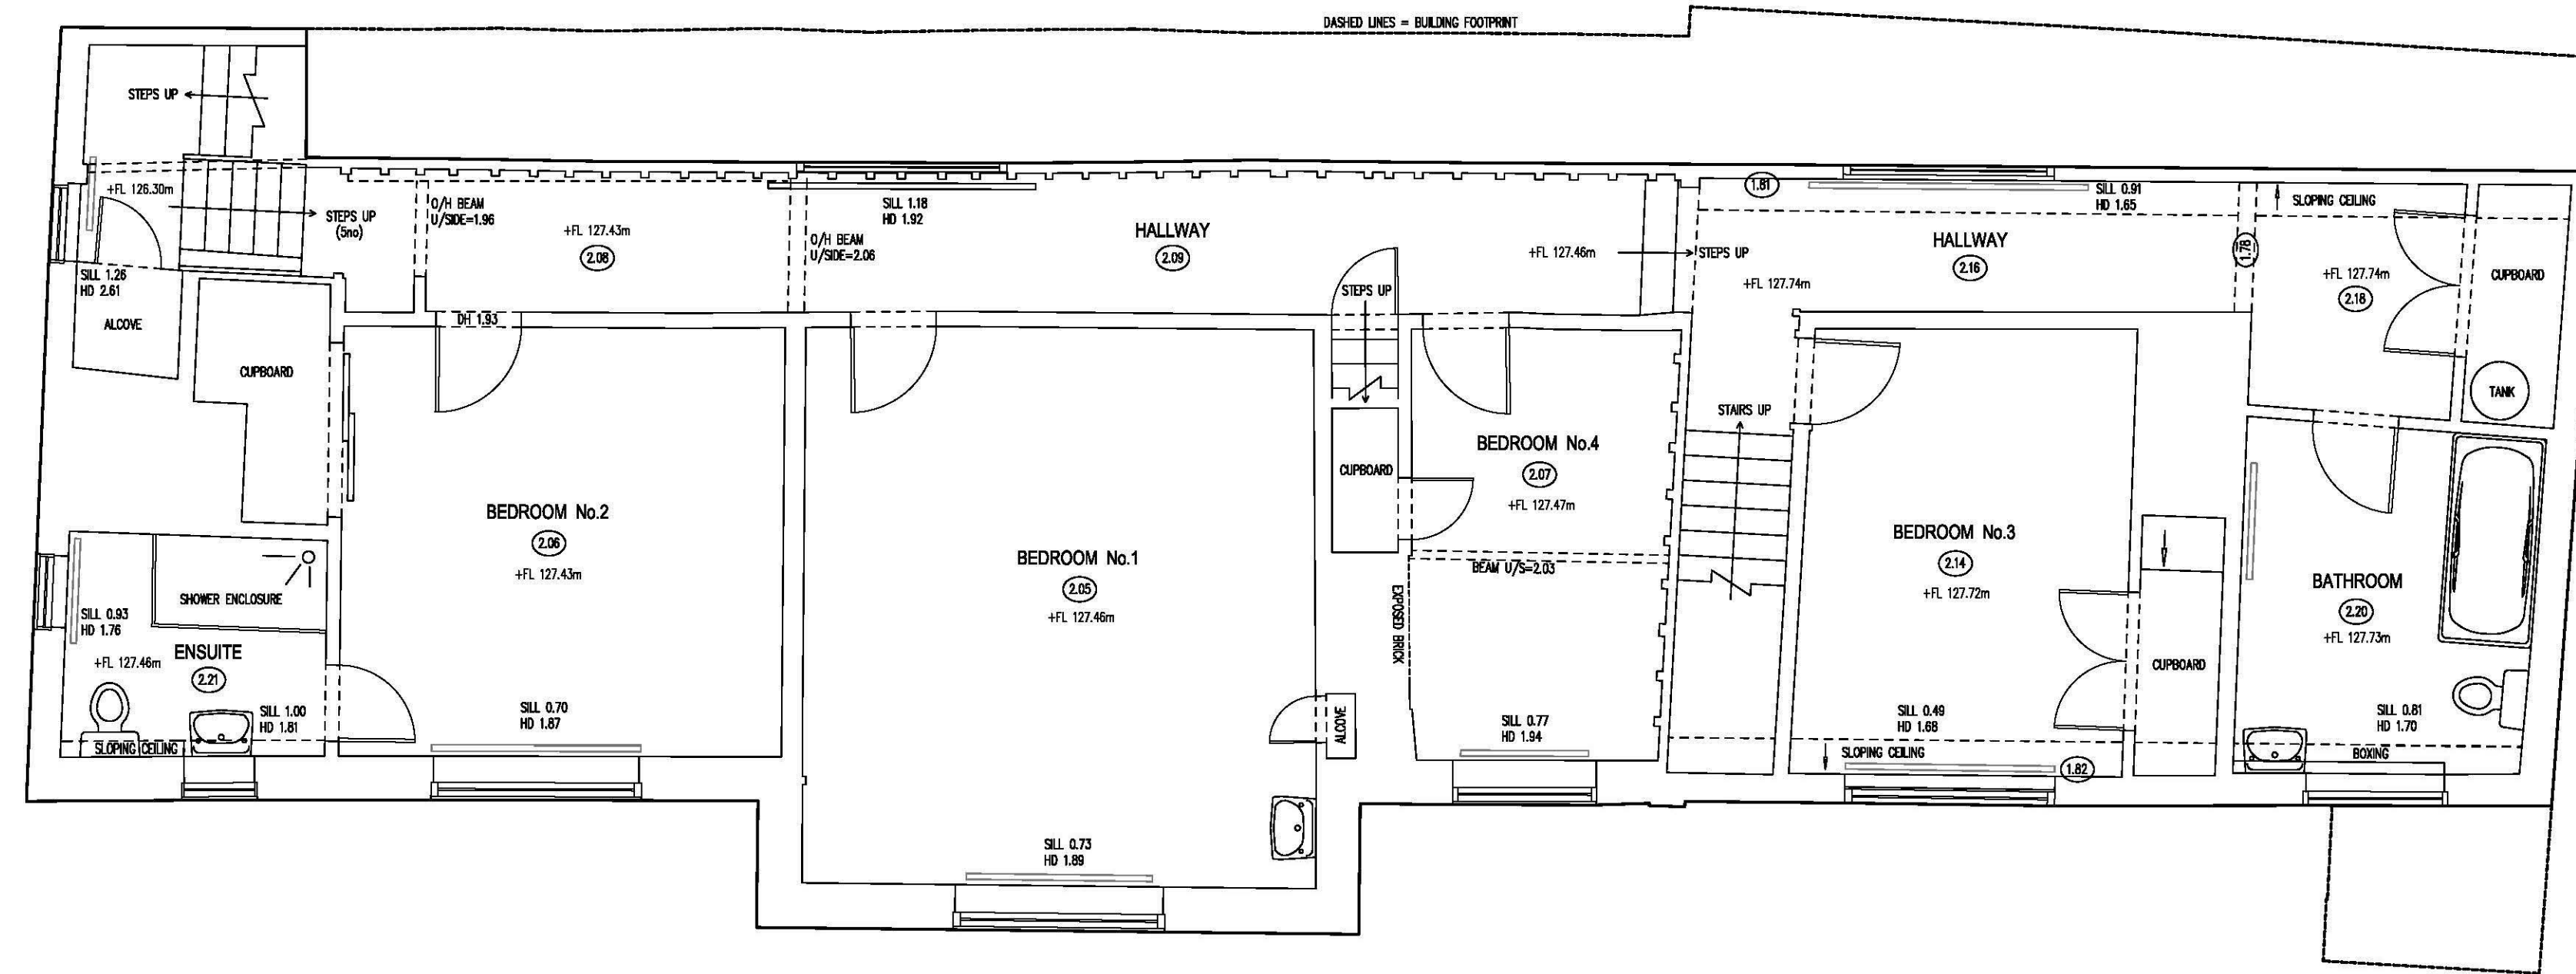 DASHED LINES = BUILDING FOOTPRINT
STEPS UP
+FL 126.30m
STEPS UP
(5no)
O/H BEAM
U/SIDE=1.96
+FL 127.43m
2.08
SILL 1.18
HD 1.92
O/H BEAM
U/SIDE=2.06
HALLWAY
2.09
+FL 127.46m
STEPS UP
1.81
SILL 0.91
HD 1.65
HALLWAY
2.16
+FL 127.74m
1.78
SLOPING CEILING
+FL 127.74m
2.18
CUPBOARD
TANK
SILL 1.26
HD 2.61
ALCOVE
CUPBOARD
DH 1.93
STEPS UP
CUPBOARD
BEDROOM No.4
2.07
+FL 127.47m
BEAM U/S=2.03
EXPOSED BRICK
SILL 0.77
HD 1.94
STAIRS UP
BEDROOM No.2
2.06
+FL 127.43m
SILL 0.70
HD 1.87
BEDROOM No.1
2.05
+FL 127.46m
ALCOVE
SILL 0.73
HD 1.89
BEDROOM No.3
2.14
+FL 127.72m
CUPBOARD
SILL 0.49
HD 1.68
SLOPING CEILING
1.82
BATHROOM
2.20
+FL 127.73m
SILL 0.81
HD 1.70
BOXING
SHOWER ENCLOSURE
SILL 0.93
HD 1.76
ENSUITE
+FL 127.46m
2.21
SILL 1.00
HD 1.81
SLOPING CEILING